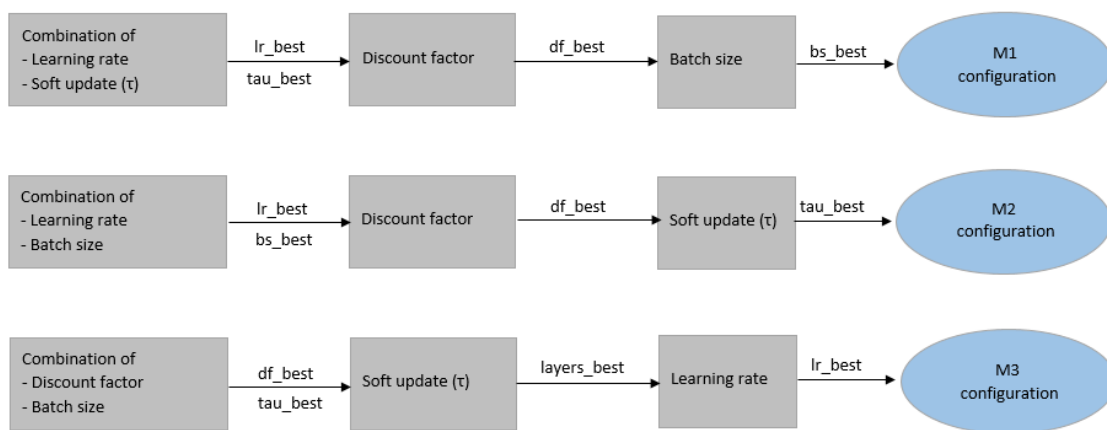 Combination of
- Learning rate
- Soft update (τ)
lr_best
tau_best
Discount factor
df_best
Batch size
bs_best
M1
configuration
Combination of
- Learning rate
- Batch size
lr_best
bs_best
Discount factor
df_best
Soft update (τ)
tau_best
M2
configuration
Combination of
- Discount factor
- Batch size
df_best
tau_best
Soft update (τ)
layers_best
Learning rate
lr_best
M3
configuration